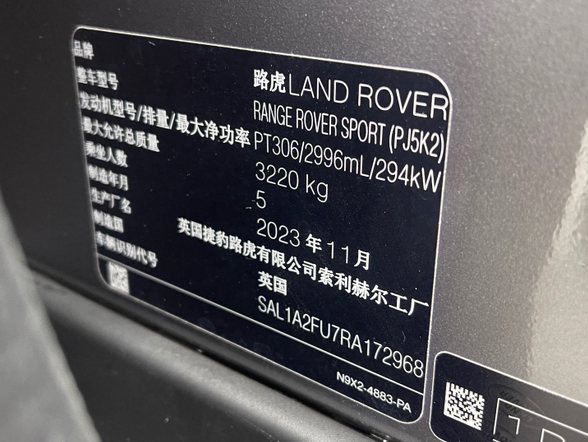 品牌 路虎LAND ROVER
整车型号 RANGE ROVER SPORT (PJ5K2)
发动机型号/排量/最大净功率 PT306/2996mL/294kW
最大允许总质量 3220 kg
乘坐人数 5
制造年月 2023 年 11 月
生产厂名 英国捷豹路虎有限公司索利赫尔工厂
制造国 英国
车辆识别代号 SAL1A2FU7RA172968
N9X2-4883-PA